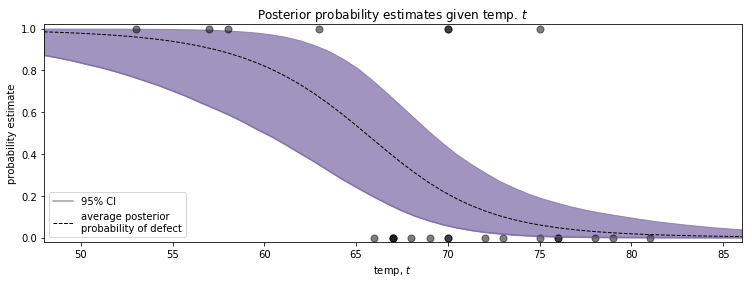 Posterior probability estimates given temp. t
probability estimate
1.0
0.8
0.6
0.4
0.2
0.0
95% CI
average posterior
probability of defect
50
55
60
65
70
75
80
85
temp, t